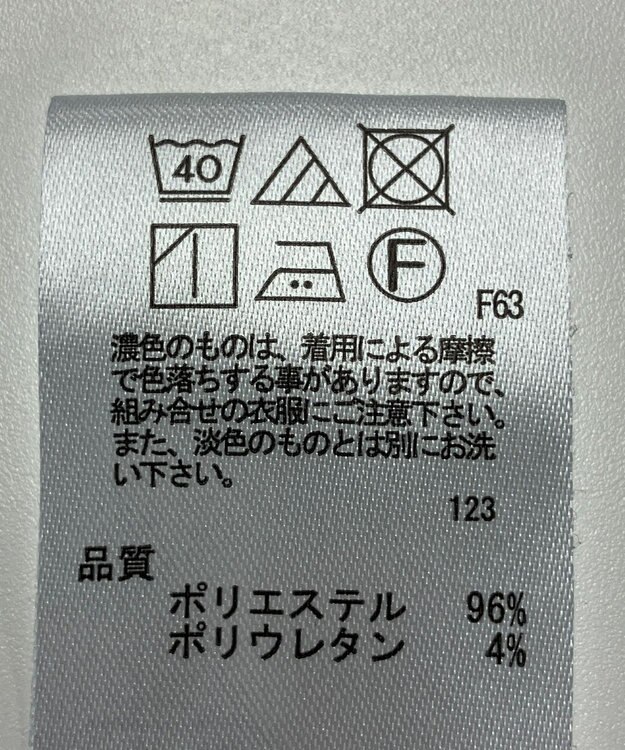 40
F
F63
濃色のものは、着用による摩擦
で色落ちする事がありますので、
組み合せの衣服にご注意下さい。
また、淡色のものとは別にお洗
い下さい。
123
品質
ポリエステル 96%
ポリウレタン 4%